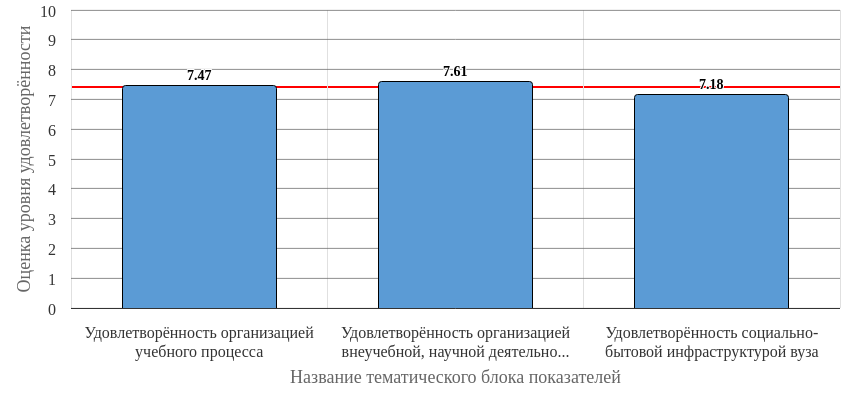 Оценка уровня удовлетворённости
10
9
8
7
6
5
4
3
2
1
0
7.47
7.61
7.18
Удовлетворённость организацией
учебного процесса
Удовлетворённость организацией
внеучебной, научной деятельно...
Удовлетворённость социально-
бытовой инфраструктурой вуза
Название тематического блока показателей